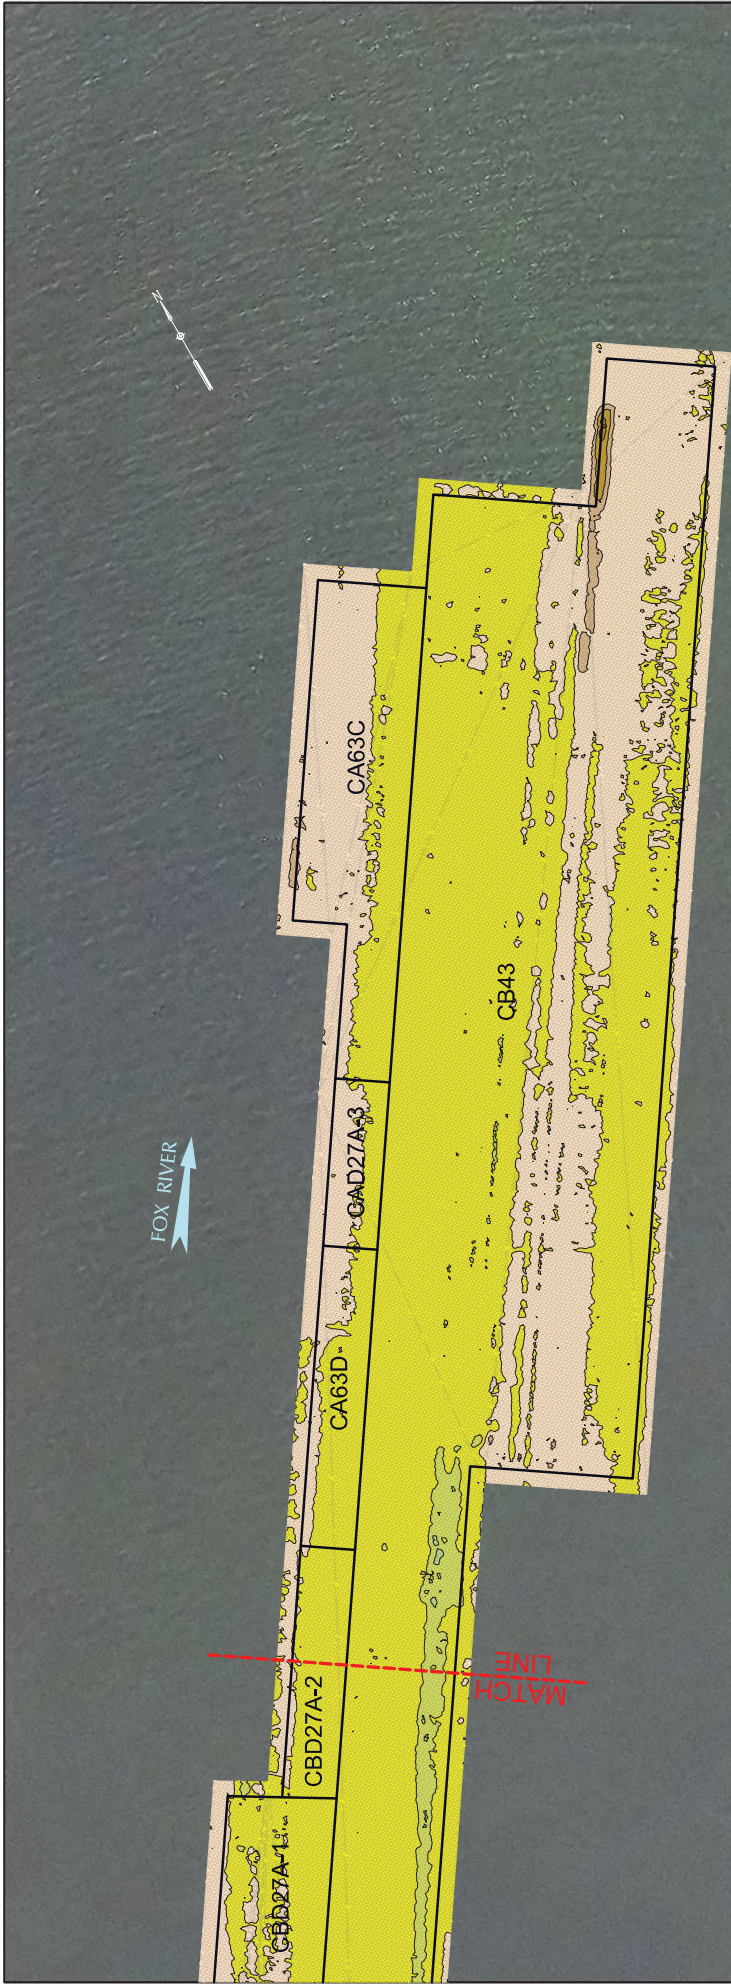 N
CA63C
CB43
FOX RIVER
CAD27A-3
CA63D
MATCH
LINE
CBD27A-2
CBD27A-1